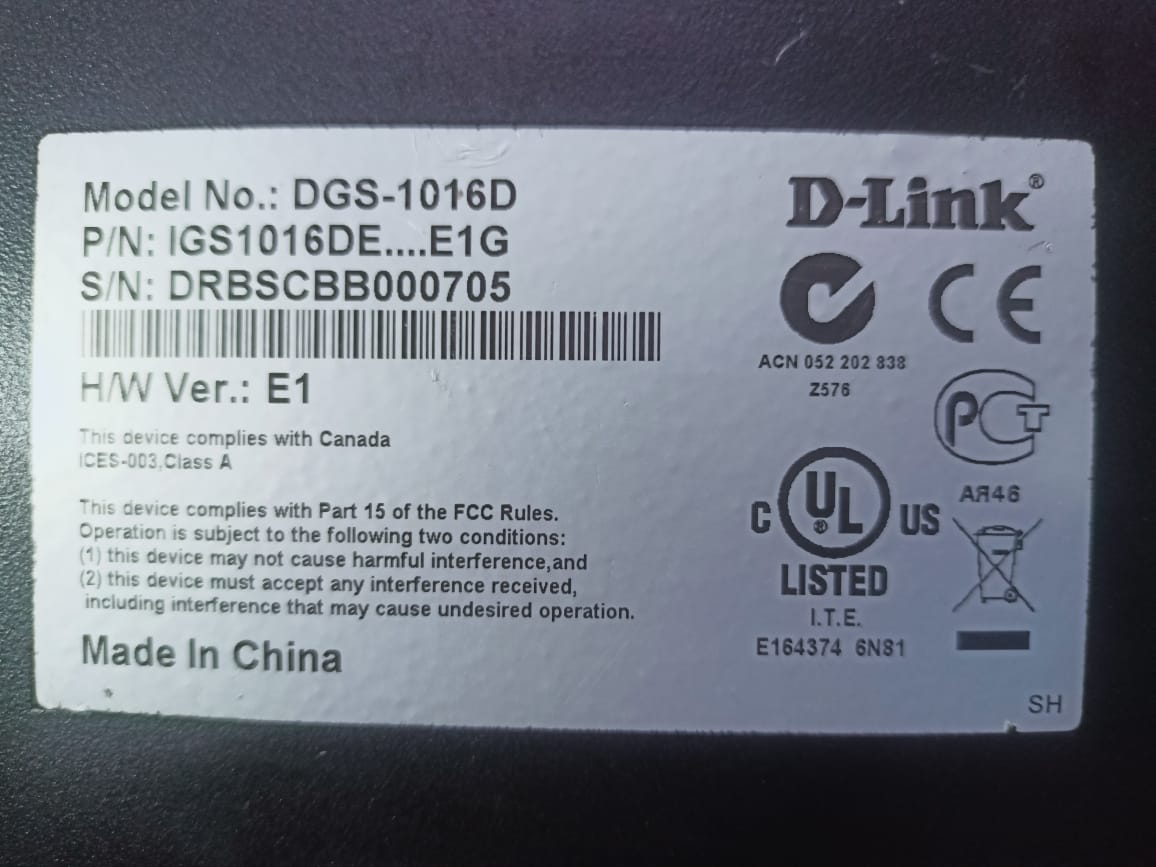 Model No.: DGS-1016D
P/N: IGS1016DE....E1G
S/N: DRBSCBB000705
H/W Ver.: E1
This device complies with Canada
ICES-003,Class A
This device complies with Part 15 of the FCC Rules.
Operation is subject to the following two conditions:
(1) this device may not cause harmful interference,and
(2) this device must accept any interference received,
including interference that may cause undesired operation.
Made In China
D-Link®
CE
ACN 052 202 838
Z576
РСТ
АЯ46
C UL® US
LISTED
I.T.E.
E164374 6N81
SH